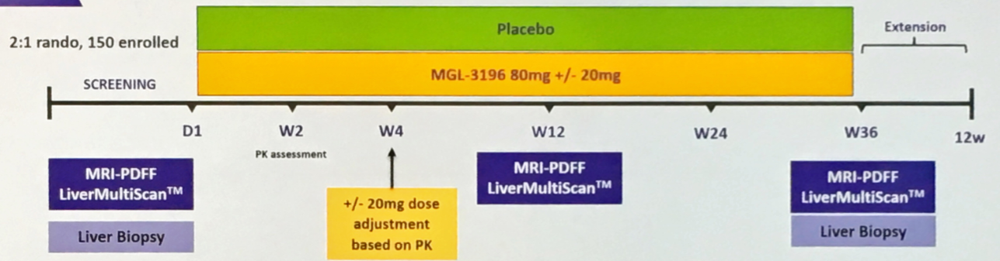 Placebo
Extension
2:1 rando, 150 enrolled
MGL-3196 80mg +/- 20mg
SCREENING
D1
W2
W4
W12
W24
W36
12w
PK assessment
MRI-PDFF
LiverMultiScan™
Liver Biopsy
+/- 20mg dose
adjustment
based on PK
MRI-PDFF
LiverMultiScan™
MRI-PDFF
LiverMultiScan™
Liver Biopsy